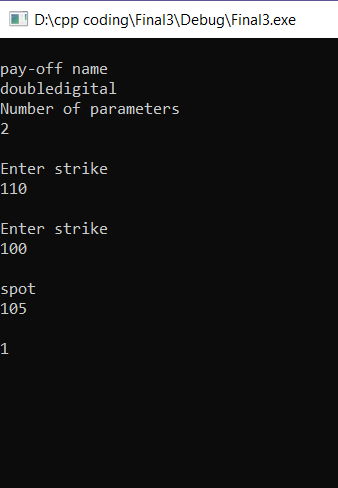 D:\cpp coding\Final3\Debug\Final3.exe
pay-off name
doubledigital
Number of parameters
2
Enter strike
110
Enter strike
100
spot
105
1